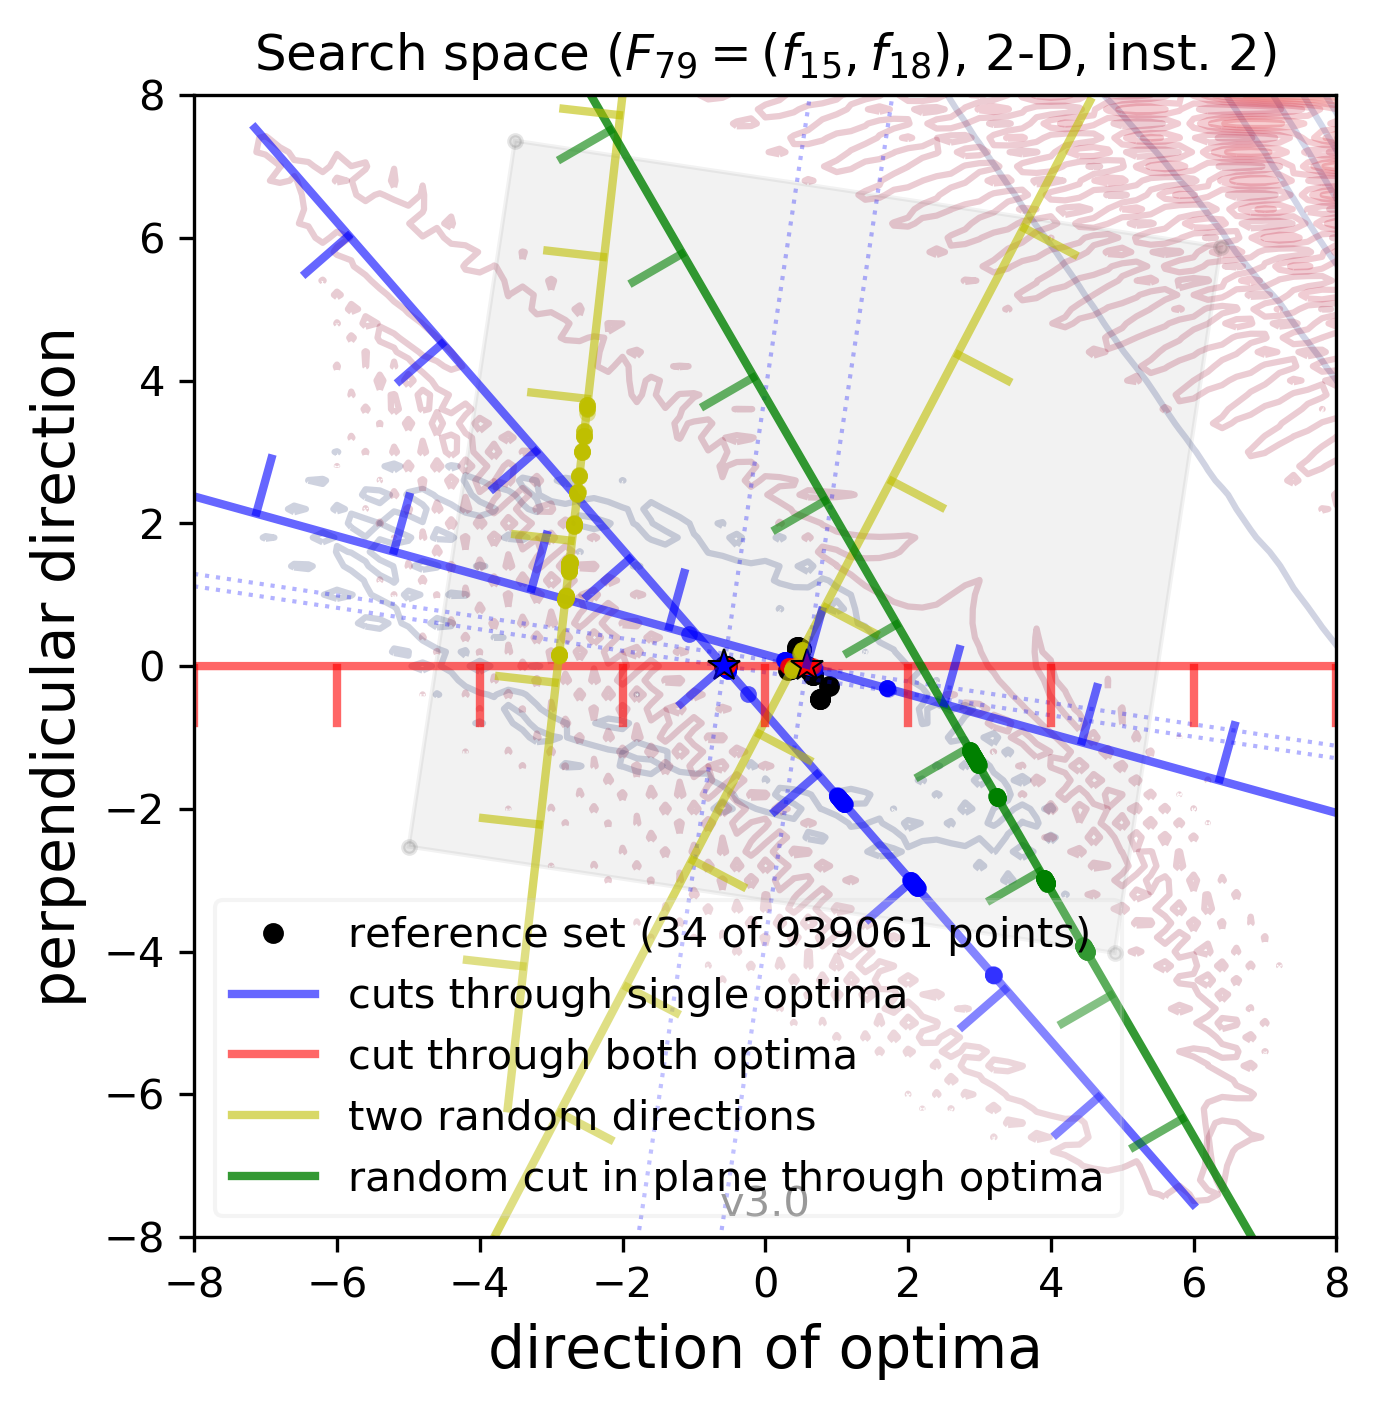 Search space (F79 = (f15, f18), 2-D, inst. 2)
8
6
4
2
0
−2
−4
−6
−8
perpendicular direction
reference set (34 of 939061 points)
cuts through single optima
cut through both optima
two random directions
random cut in plane through optima
v3.0
−8 −6 −4 −2 0 2 4 6 8
direction of optima